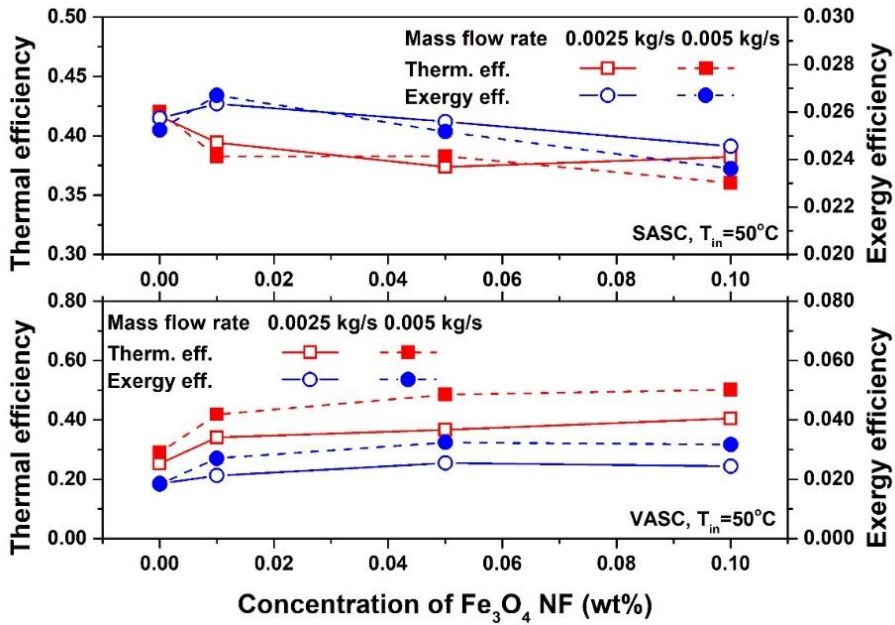 0.50
0.45
0.40
0.35
0.30
Thermal efficiency
Mass flow rate 0.0025 kg/s 0.005 kg/s
Therm. eff.
Exergy eff.
SASC, T_in=50°C
0.030
0.028
0.026
0.024
0.022
0.020
Exergy efficiency
0.00 0.02 0.04 0.06 0.08 0.10
0.80
0.60
0.40
0.20
0.00
Thermal efficiency
Mass flow rate 0.0025 kg/s 0.005 kg/s
Therm. eff.
Exergy eff.
VASC, T_in=50°C
0.080
0.060
0.040
0.020
0.000
Exergy efficiency
0.00 0.02 0.04 0.06 0.08 0.10
Concentration of Fe₃O₄ NF (wt%)